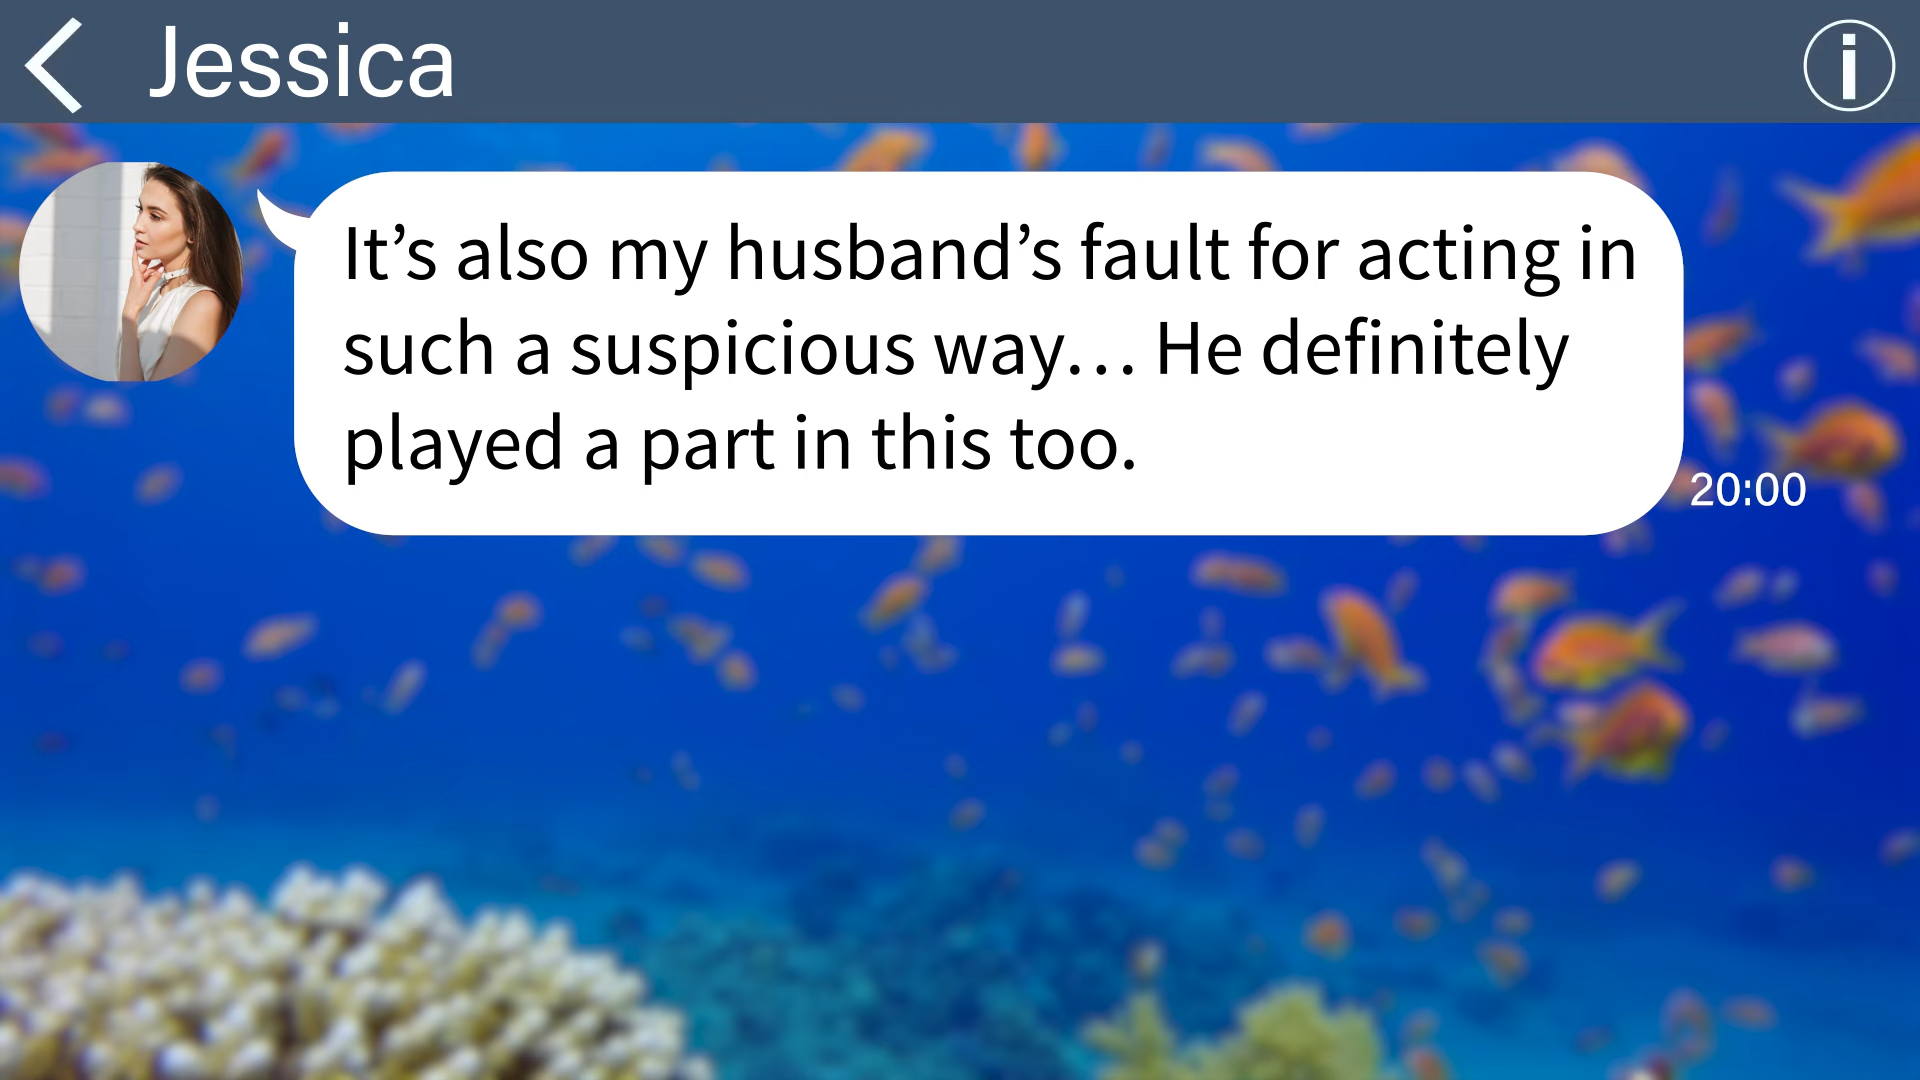 Jessica
It’s also my husband’s fault for acting in
such a suspicious way… He definitely
played a part in this too.
20:00